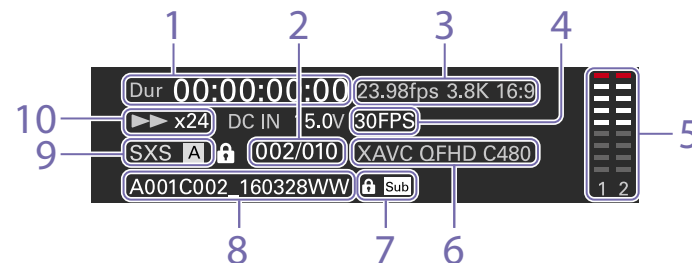 1 2 3 4
Dur 00:00:00:00 23.98fps 3.8K 16:9
10 x24 DC IN 15.0V 30FPS
5
9 SXS A 002/010 XAVC QFHD C480
A001C002_160328WW Sub 1 2
8 7 6